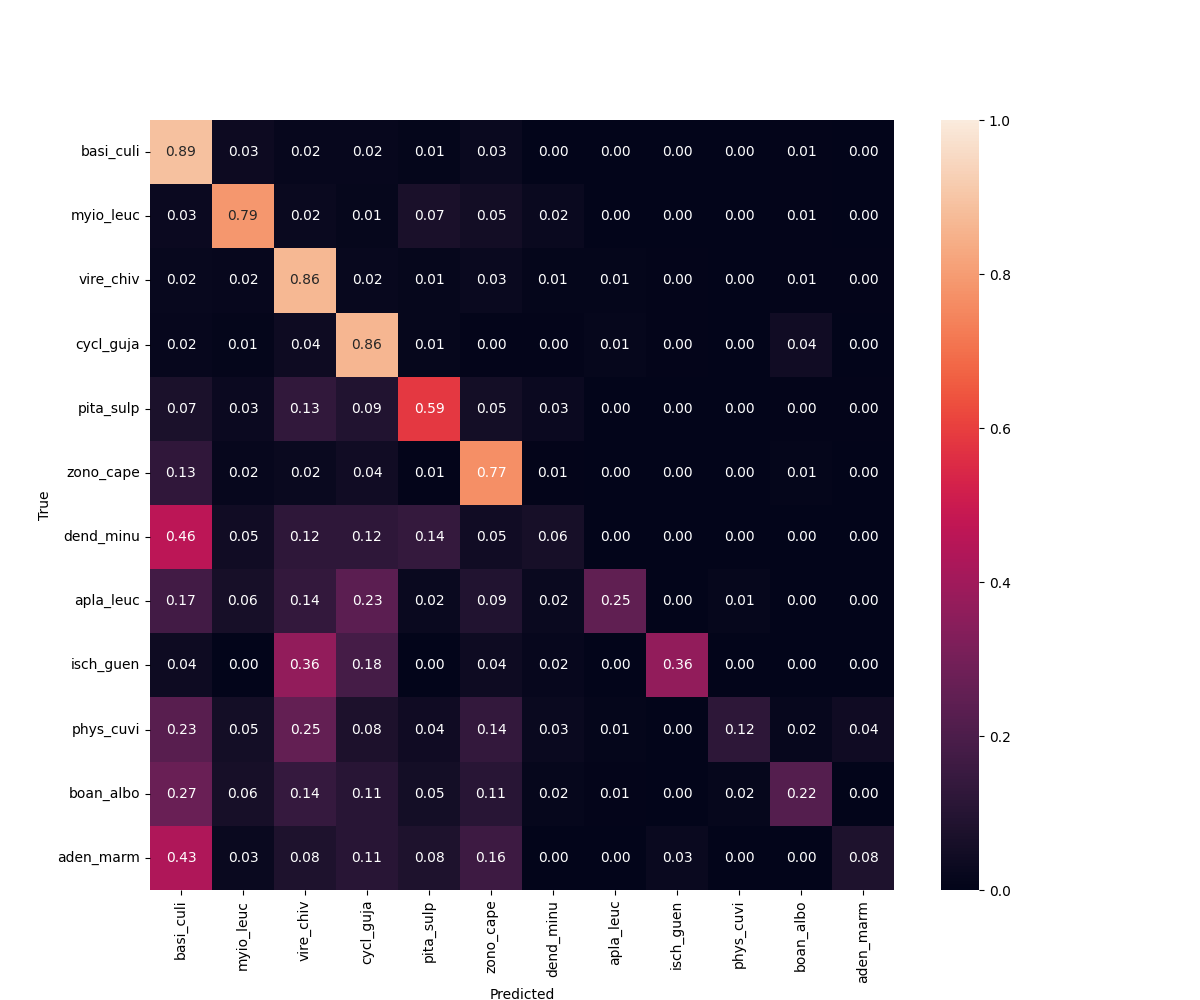 basi_culi 0.89 0.03 0.02 0.02 0.01 0.03 0.00 0.00 0.00 0.00 0.01 0.00
myio_leuc 0.03 0.79 0.02 0.01 0.07 0.05 0.02 0.00 0.00 0.00 0.01 0.00
vire_chiv 0.02 0.02 0.86 0.02 0.01 0.03 0.01 0.01 0.00 0.00 0.01 0.00
cycl_guja 0.02 0.01 0.04 0.86 0.01 0.00 0.00 0.01 0.00 0.00 0.04 0.00
pita_sulp 0.07 0.03 0.13 0.09 0.59 0.05 0.03 0.00 0.00 0.00 0.00 0.00
zono_cape 0.13 0.02 0.02 0.04 0.01 0.77 0.01 0.00 0.00 0.00 0.01 0.00
dend_minu 0.46 0.05 0.12 0.12 0.14 0.05 0.06 0.00 0.00 0.00 0.00 0.00
apla_leuc 0.17 0.06 0.14 0.23 0.02 0.09 0.02 0.25 0.00 0.01 0.00 0.00
isch_guen 0.04 0.00 0.36 0.18 0.00 0.04 0.02 0.00 0.36 0.00 0.00 0.00
phys_cuvi 0.23 0.05 0.25 0.08 0.04 0.14 0.03 0.01 0.00 0.12 0.02 0.04
boan_albo 0.27 0.06 0.14 0.11 0.05 0.11 0.02 0.01 0.00 0.02 0.22 0.00
aden_marm 0.43 0.03 0.08 0.11 0.08 0.16 0.00 0.00 0.03 0.00 0.00 0.08
True
basi_culi myio_leuc vire_chiv cycl_guja pita_sulp zono_cape dend_minu apla_leuc isch_guen phys_cuvi boan_albo aden_marm
Predicted
1.0
0.8
0.6
0.4
0.2
0.0